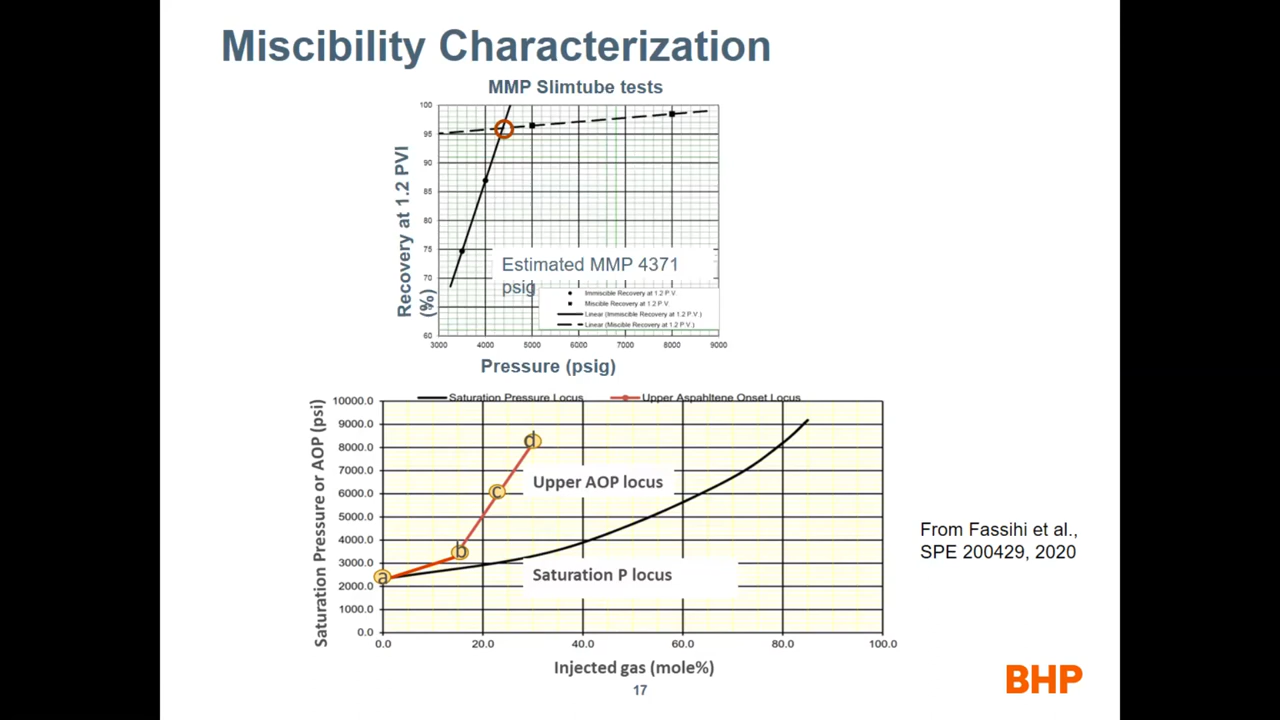 Miscibility Characterization
MMP Slimtube tests
Recovery at 1.2 PVI
(%)
100
95
90
85
80
75
70
60
Estimated MMP 4371
psig
Immiscible Recovery at 1.2 P.V.
Miscible Recovery at 1.2 P.V.
Linear (Immiscible Recovery at 1.2 P.V.)
Linear (Miscible Recovery at 1.2 P.V.)
3000 4000 5000 6000 7000 8000 9000
Pressure (psig)
Saturation Pressure Locus Upper Aspahltene Onset Locus
Saturation Pressure or AOP (psi)
10000.0
9000.0
8000.0
7000.0
6000.0
5000.0
4000.0
3000.0
2000.0
1000.0
0.0
d
c
b
a
Upper AOP locus
Saturation P locus
0.0 20.0 40.0 60.0 80.0 100.0
Injected gas (mole%)
From Fassihi et al.,
SPE 200429, 2020
17
BHP